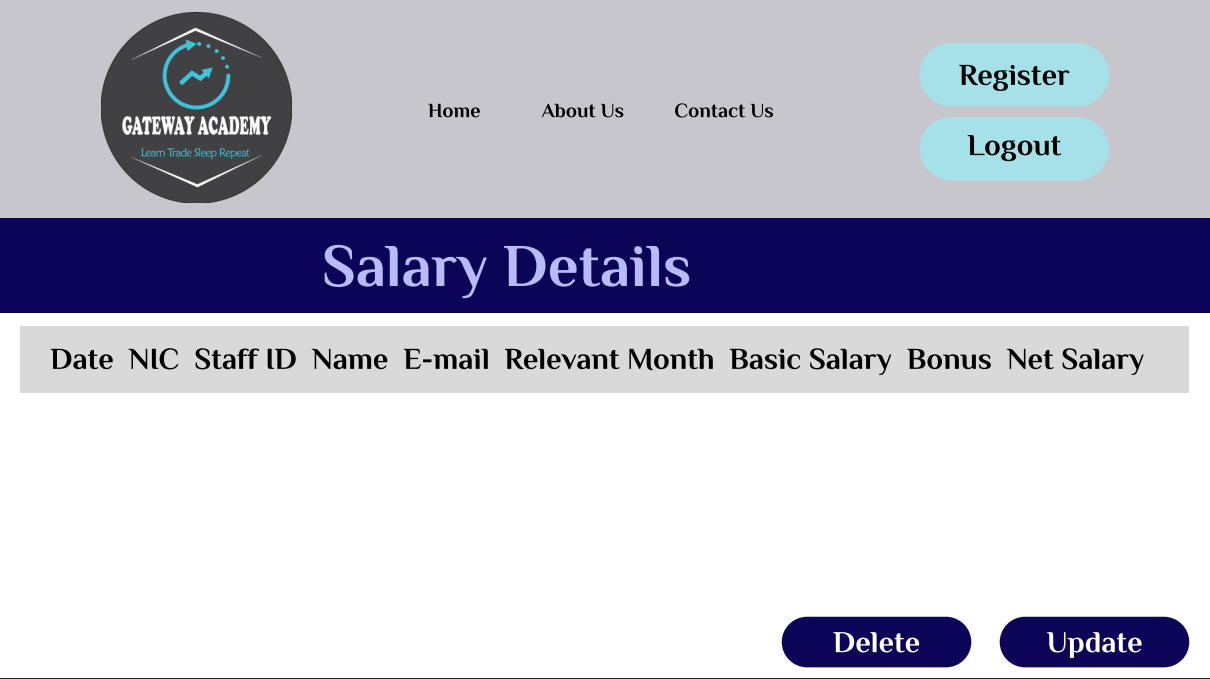 GATEWAY ACADEMY
Learn Trade Sleep Repeat
Home About Us Contact Us
Register
Logout
Salary Details
Date NIC Staff ID Name E-mail Relevant Month Basic Salary Bonus Net Salary
Delete Update